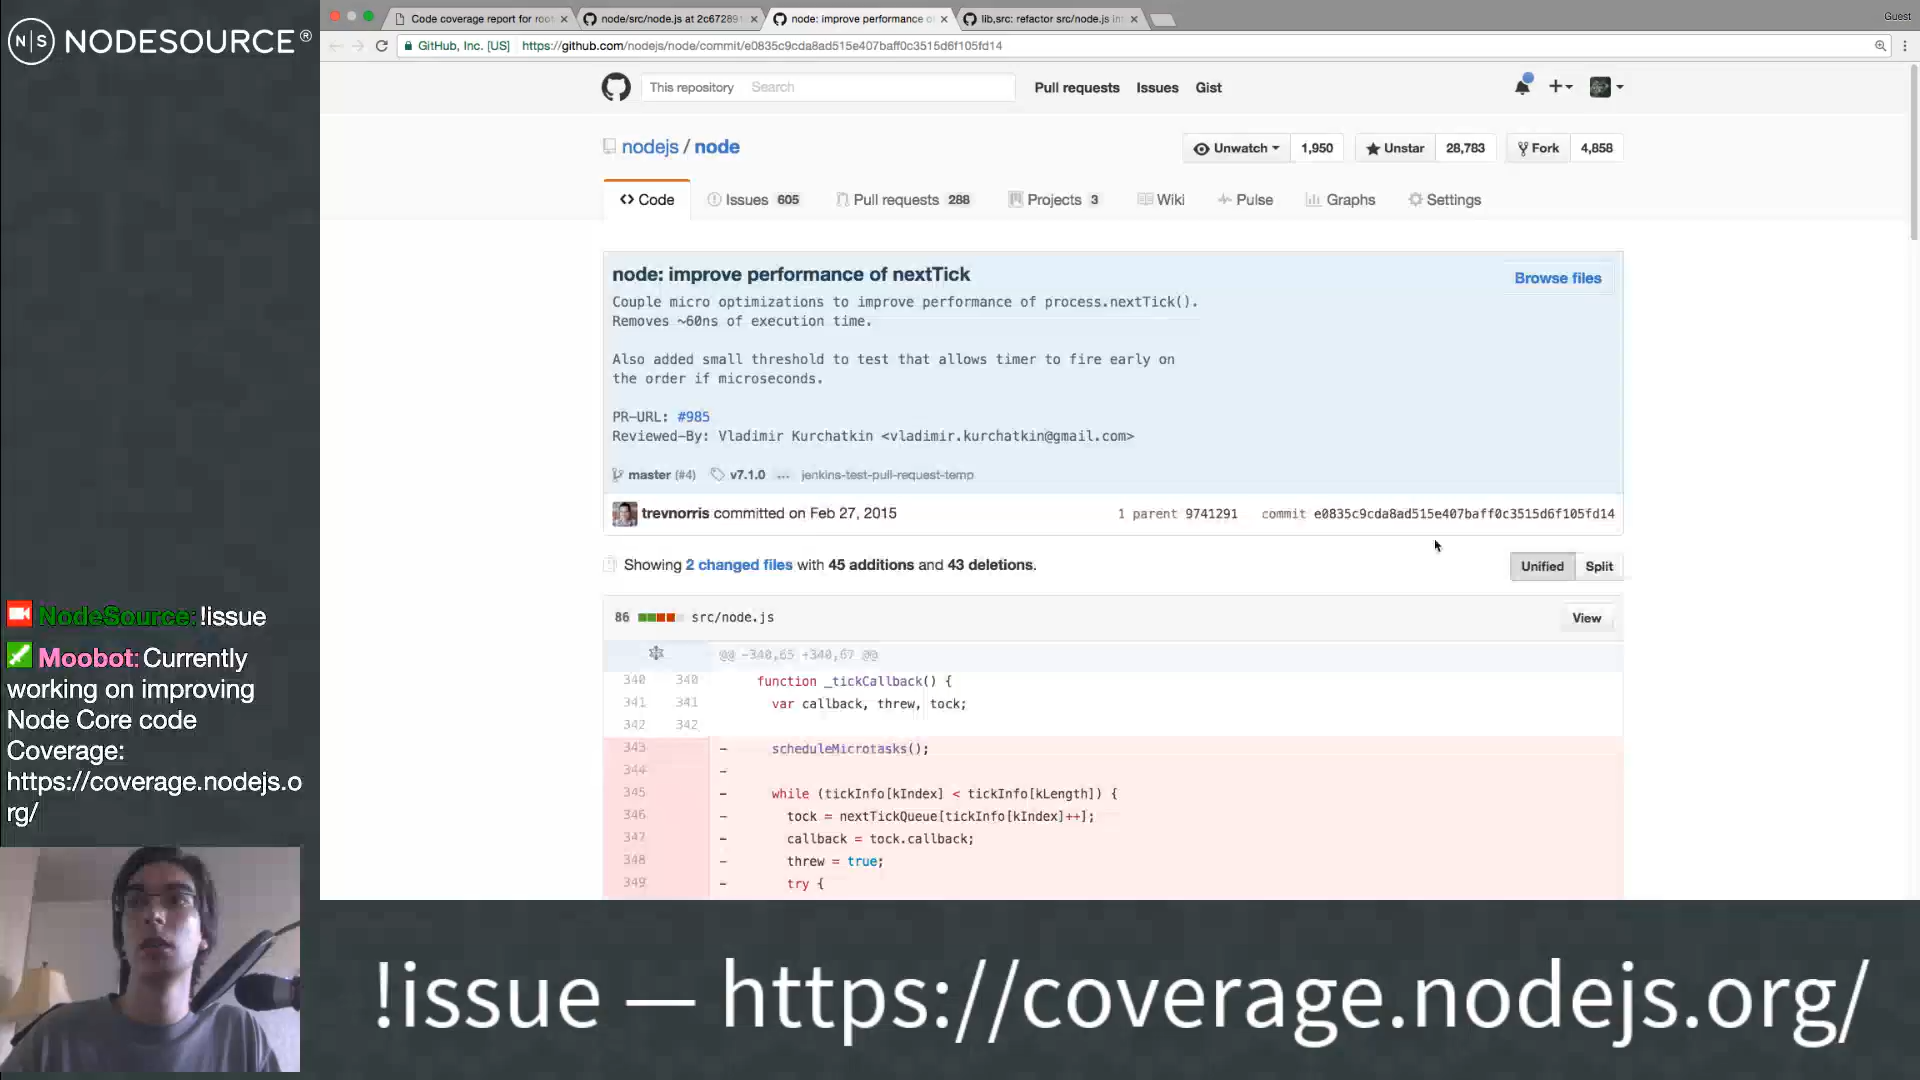 N|S NODESOURCE®
Code coverage report for root
node/src/node.js at 2c67289
node: improve performance o
lib,src: refactor src/node.js in
Guest
GitHub, Inc. [US] https://github.com/nodejs/node/commit/e0835c9cda8ad515e407baff0c3515d6f105fd14
This repository Search Pull requests Issues Gist
nodejs / node
Unwatch 1,950 Unstar 28,783 Fork 4,858
<> Code Issues 605 Pull requests 288 Projects 3 Wiki Pulse Graphs Settings
node: improve performance of nextTick
Browse files
Couple micro optimizations to improve performance of process.nextTick().
Removes ~60ns of execution time.
Also added small threshold to test that allows timer to fire early on
the order if microseconds.
PR-URL: #985
Reviewed-By: Vladimir Kurchatkin <vladimir.kurchatkin@gmail.com>
master (#4) v7.1.0 ... jenkins-test-pull-request-temp
trevnorris committed on Feb 27, 2015 1 parent 9741291 commit e0835c9cda8ad515e407baff0c3515d6f105fd14
Showing 2 changed files with 45 additions and 43 deletions. Unified Split
86 src/node.js View
@@ -340,65 +340,67 @@
340 340 function _tickCallback() {
341 341 var callback, threw, tock;
342 342
343 - scheduleMicrotasks();
344 -
345 - while (tickInfo[kIndex] < tickInfo[kLength]) {
346 - tock = nextTickQueue[tickInfo[kIndex]++];
347 - callback = tock.callback;
348 - threw = true;
349 - try {
NodeSource: !issue
Moobot: Currently
working on improving
Node Core code
Coverage:
https://coverage.nodejs.o
rg/
!issue — https://coverage.nodejs.org/